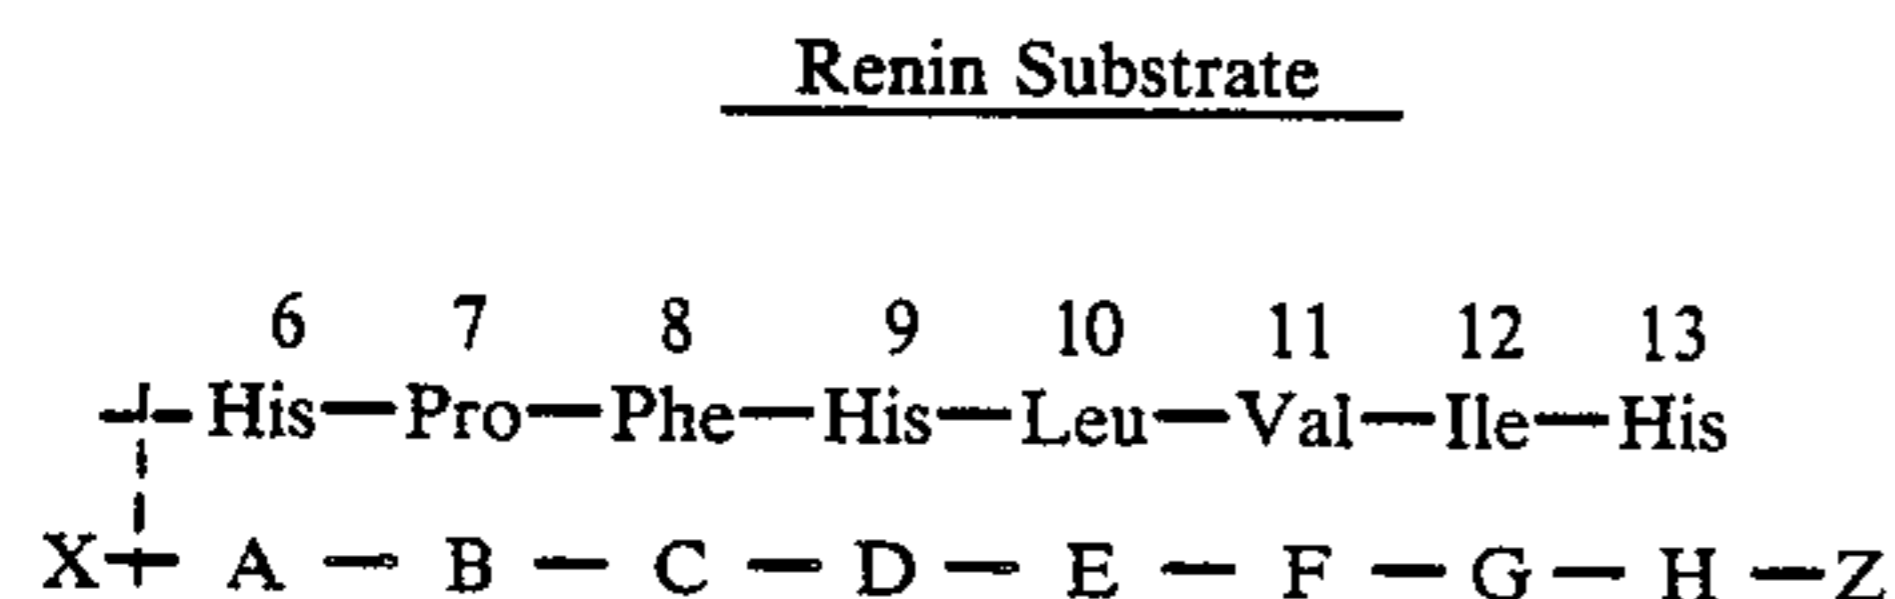 Renin Substrate
6 7 8 9 10 11 12 13
His—Pro—Phe—His—Leu—Val—Ile—His
X—A—B—C—D—E—F—G—H—Z